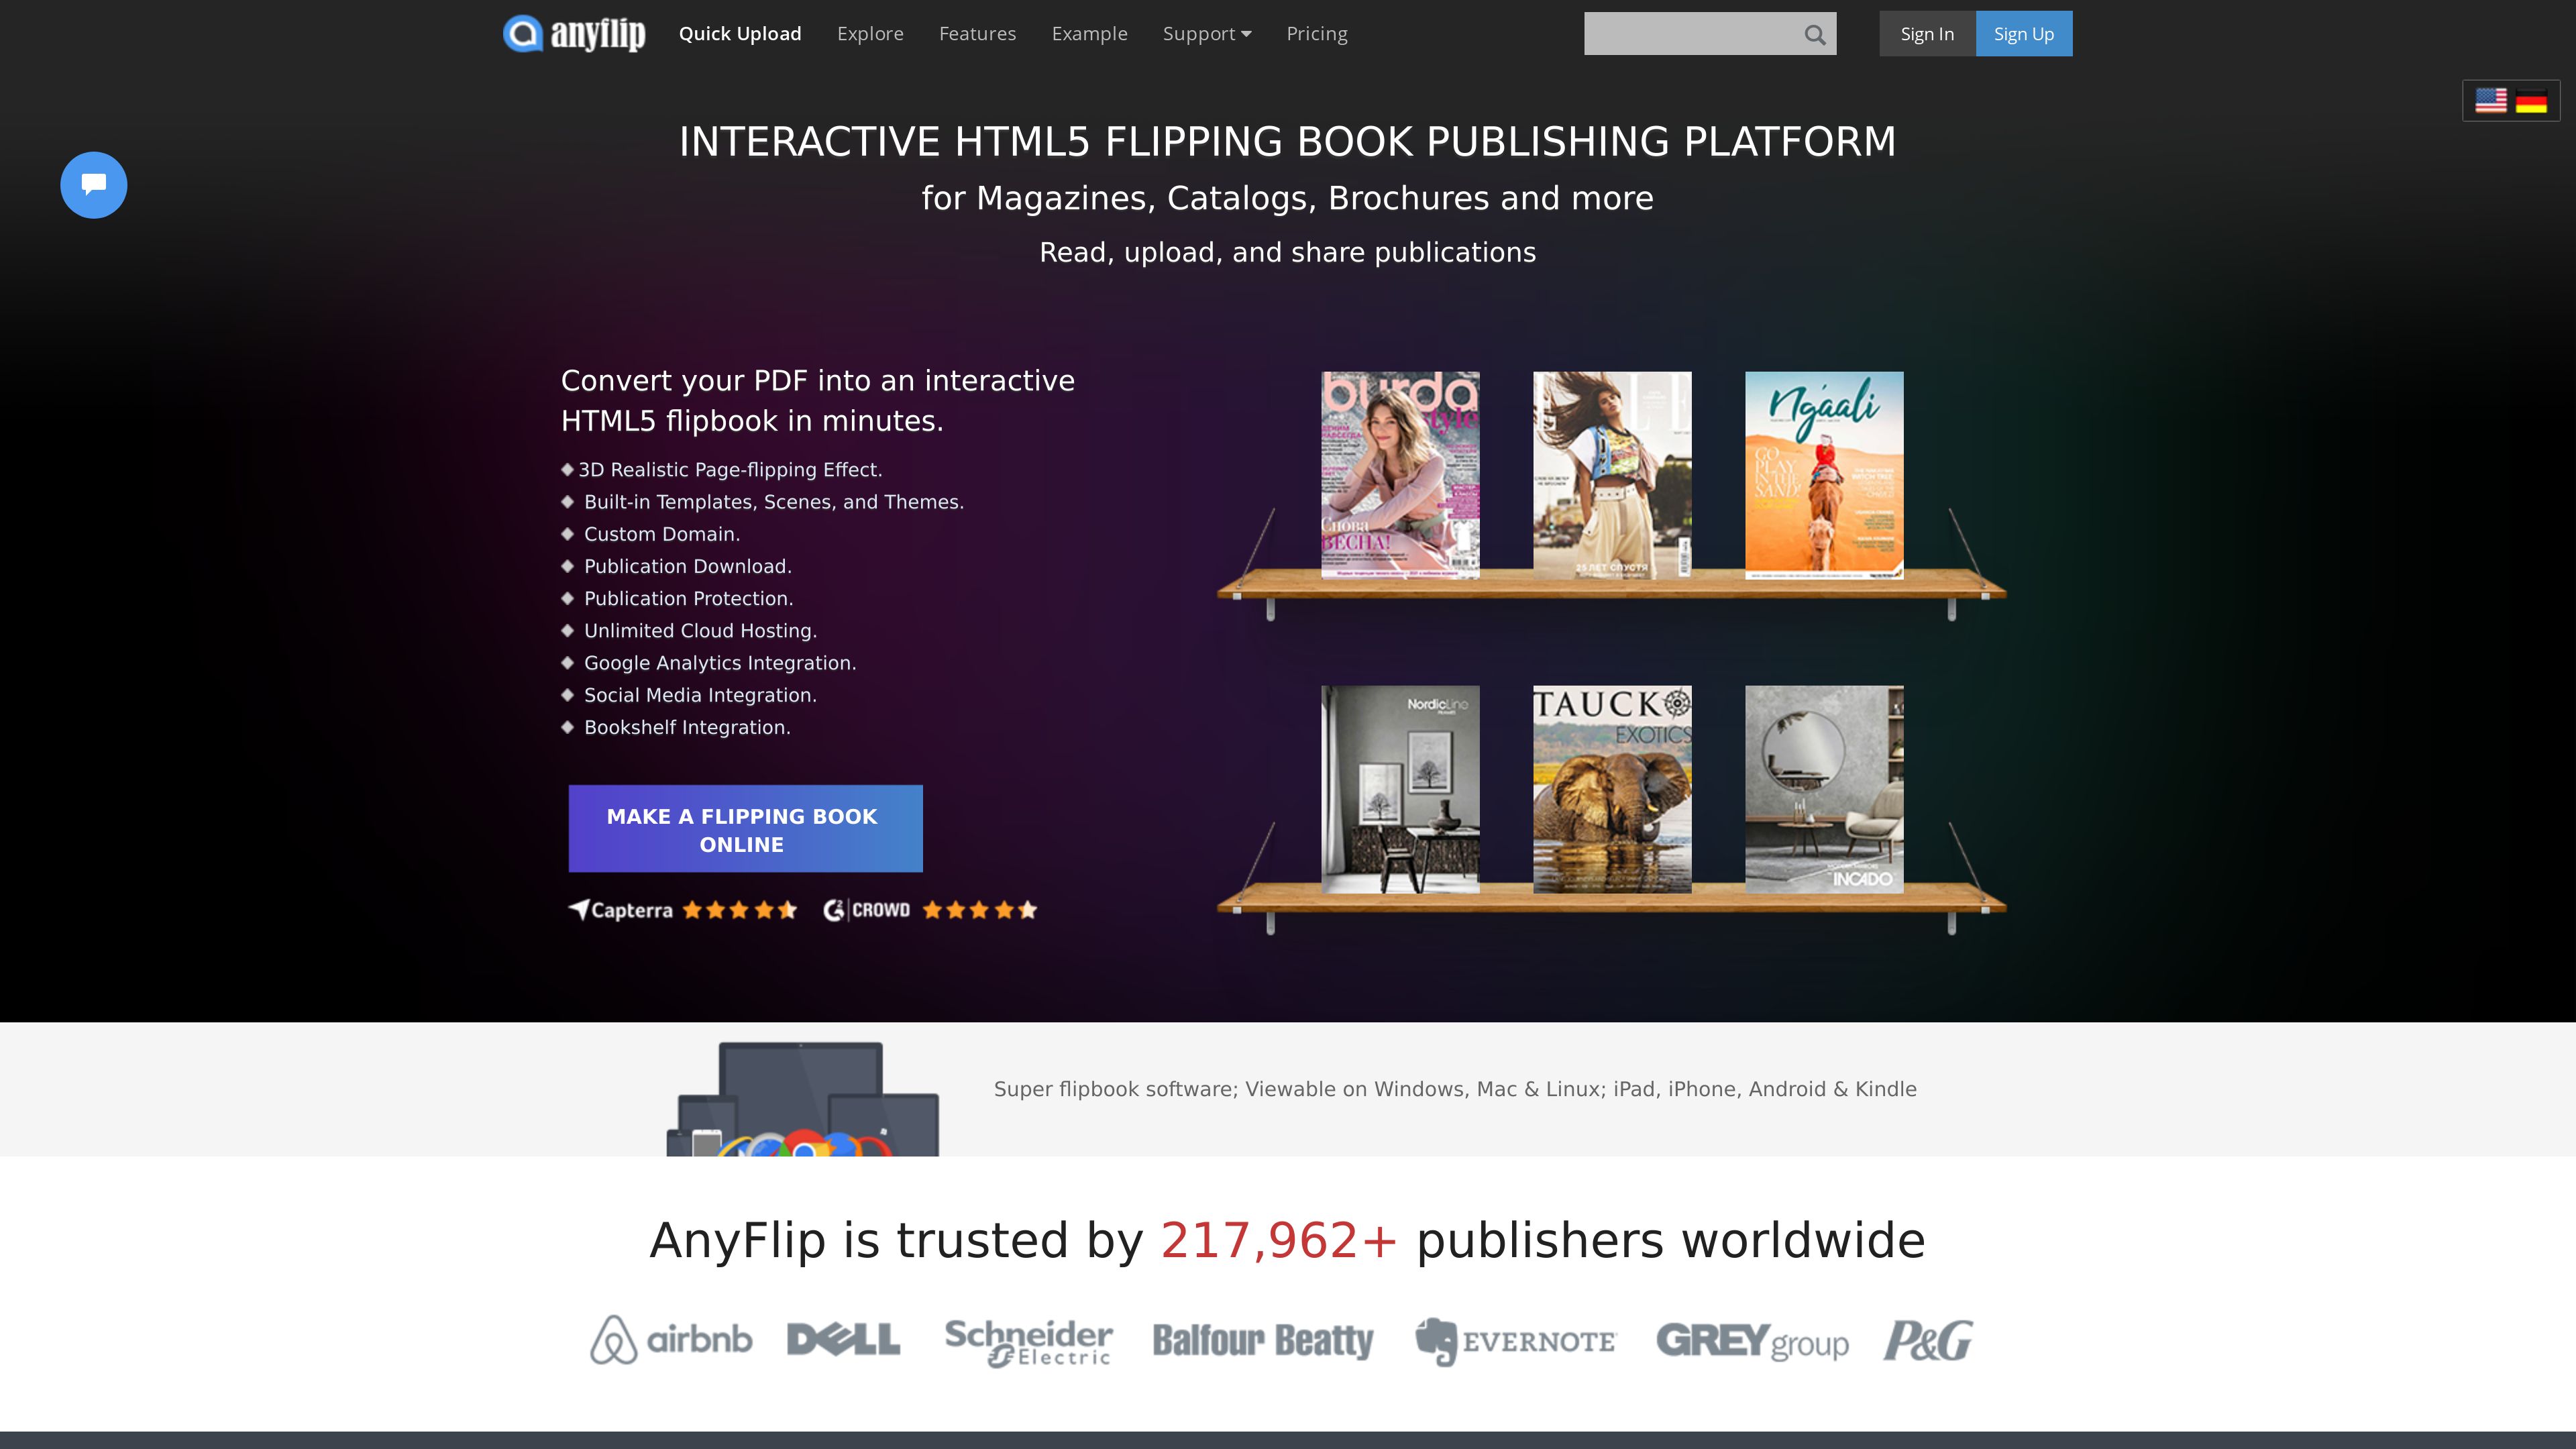 anyflip
Quick Upload
Explore
Features
Example
Support
Pricing
Sign In
Sign Up
INTERACTIVE HTML5 FLIPPING BOOK PUBLISHING PLATFORM
for Magazines, Catalogs, Brochures and more
Read, upload, and share publications
Convert your PDF into an interactive
HTML5 flipbook in minutes.
3D Realistic Page-flipping Effect.
Built-in Templates, Scenes, and Themes.
Custom Domain.
Publication Download.
Publication Protection.
Unlimited Cloud Hosting.
Google Analytics Integration.
Social Media Integration.
Bookshelf Integration.
MAKE A FLIPPING BOOK
ONLINE
Capterra
G2 CROWD
burda
style
СНОВА
ВЕСНА!
ELLE
25 ЛЕТ СПУСТЯ
Ngaali
GO
PLAY
IN THE
SAND!
NordicLine
TAUCK
EXOTICS
INCADO
Super flipbook software; Viewable on Windows, Mac & Linux; iPad, iPhone, Android & Kindle
AnyFlip is trusted by 217,962+ publishers worldwide
airbnb
DELL
Schneider
Electric
Balfour Beatty
EVERNOTE
GREY group
P&G